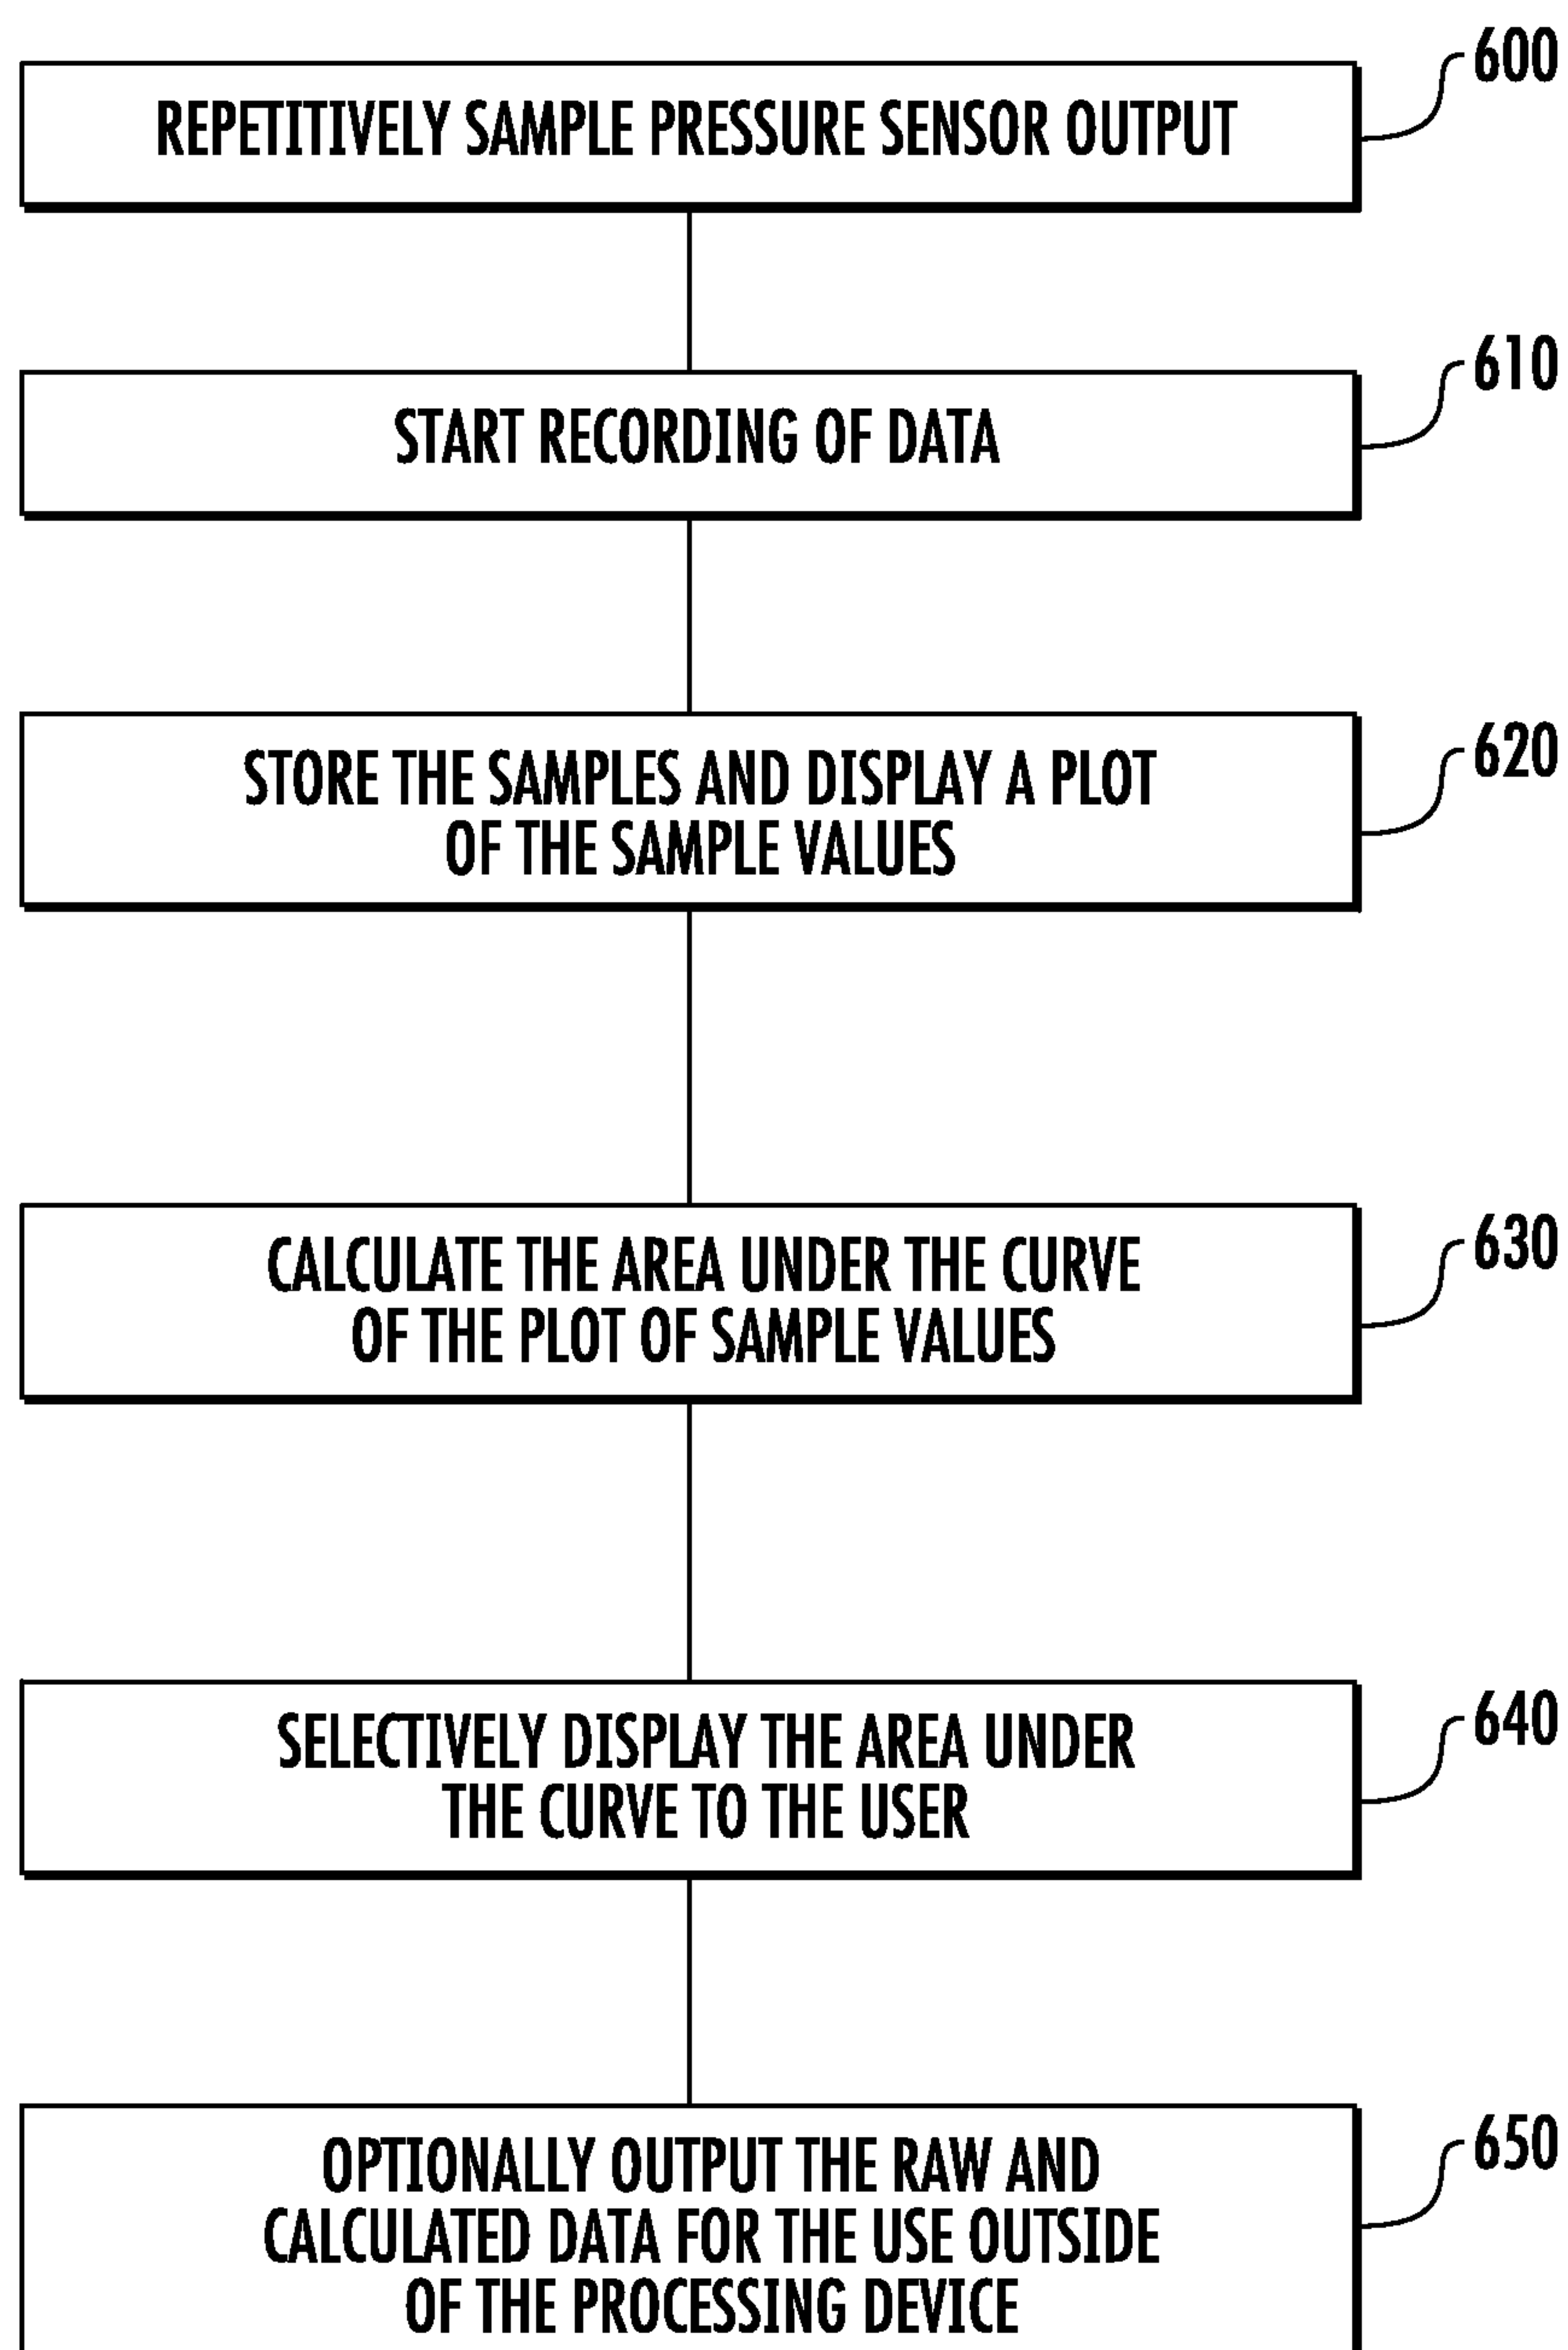 600
REPETITIVELY SAMPLE PRESSURE SENSOR OUTPUT
610
START RECORDING OF DATA
620
STORE THE SAMPLES AND DISPLAY A PLOT
OF THE SAMPLE VALUES
630
CALCULATE THE AREA UNDER THE CURVE
OF THE PLOT OF SAMPLE VALUES
640
SELECTIVELY DISPLAY THE AREA UNDER
THE CURVE TO THE USER
650
OPTIONALLY OUTPUT THE RAW AND
CALCULATED DATA FOR THE USE OUTSIDE
OF THE PROCESSING DEVICE